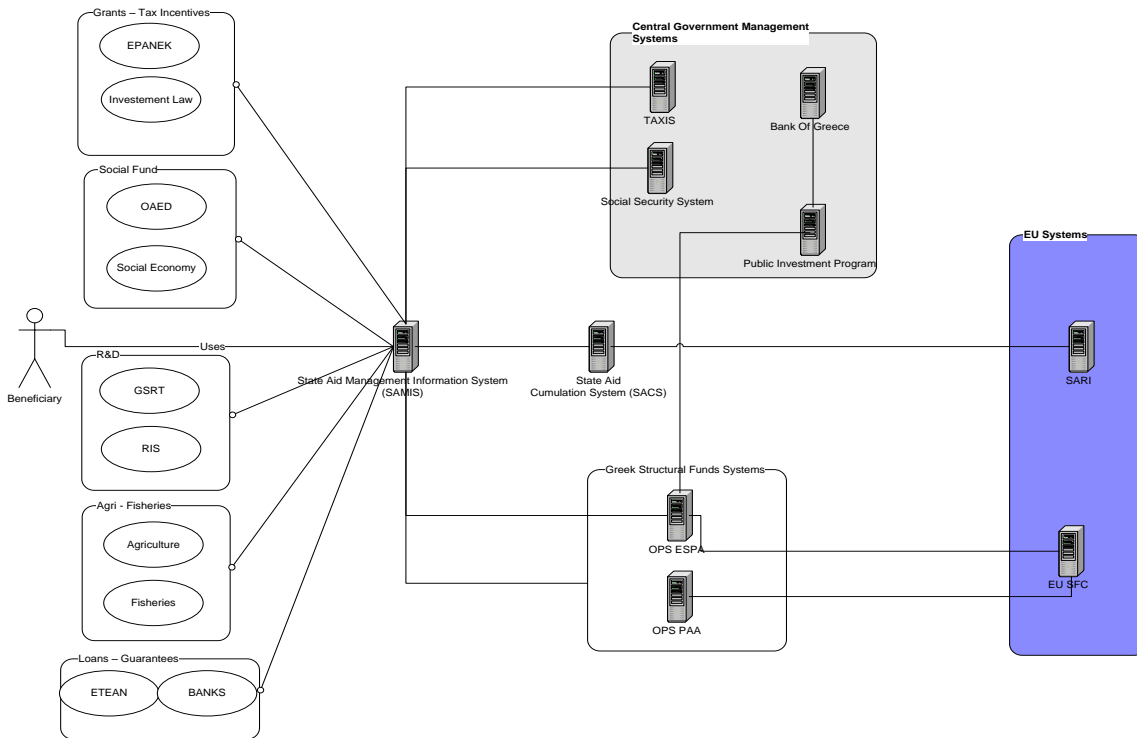 Grants – Tax Incentives
EPANEK
Investement Law
Social Fund
OAED
Social Economy
Beneficiary
Uses
R&D
GSRT
RIS
Agri - Fisheries
Agriculture
Fisheries
Loans – Guarantees
ETEAN
BANKS
State Aid Management Information System
(SAMIS)
State Aid
Cumulation System (SACS)
Central Government Management
Systems
TAXIS
Bank Of Greece
Social Security System
Public Investment Program
Greek Structural Funds Systems
OPS ESPA
OPS PAA
EU Systems
SARI
EU SFC